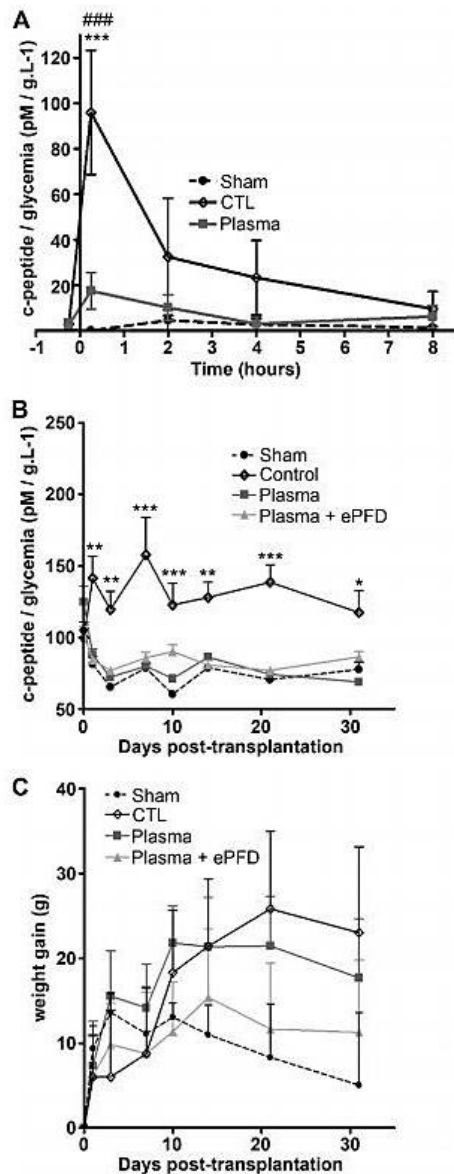 A
###
***
c-peptide / glycemia (pM / g.L-1)
120
100
80
60
40
20
Sham
CTL
Plasma
-1 0 1 2 3 4 5 6 7 8
Time (hours)
B
c-peptide / glycemia (pM / g.L-1)
250
200
150
100
50
Sham
Control
Plasma
Plasma + ePFD
** ** *** *** ** *** *
0 10 20 30
Days post-transplantation
C
weight gain (g)
40
30
20
10
0
Sham
CTL
Plasma
Plasma + ePFD
0 10 20 30
Days post-transplantation